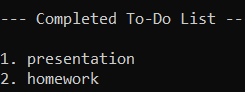 --- Completed To-Do List --
1. presentation
2. homework